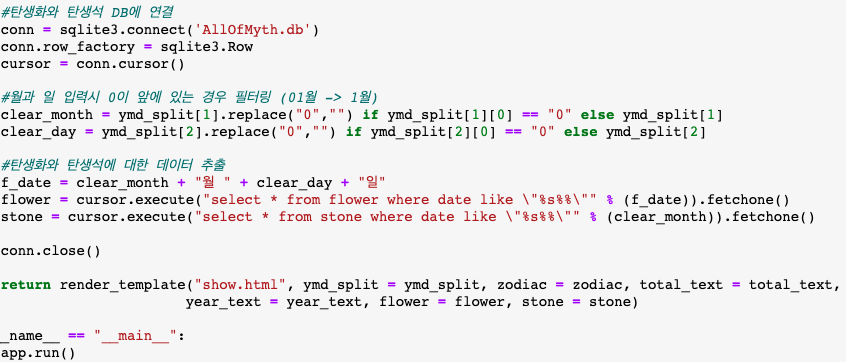 #탄생화와 탄생석 DB에 연결
conn = sqlite3.connect('AllOfMyth.db')
conn.row_factory = sqlite3.Row
cursor = conn.cursor()
#월과 일 입력시 0이 앞에 있는 경우 필터링 (01월 -> 1월)
clear_month = ymd_split[1].replace("0","") if ymd_split[1][0] == "0" else ymd_split[1]
clear_day = ymd_split[2].replace("0","") if ymd_split[2][0] == "0" else ymd_split[2]
#탄생화와 탄생석에 대한 데이터 추출
f_date = clear_month + "월 " + clear_day + "일"
flower = cursor.execute("select * from flower where date like \"%s%%\"" % (f_date)).fetchone()
stone = cursor.execute("select * from stone where date like \"%s%%\"" % (clear_month)).fetchone()
conn.close()
return render_template("show.html", ymd_split = ymd_split, zodiac = zodiac, total_text = total_text,
year_text = year_text, flower = flower, stone = stone)
_name__ == "__main__":
app.run()